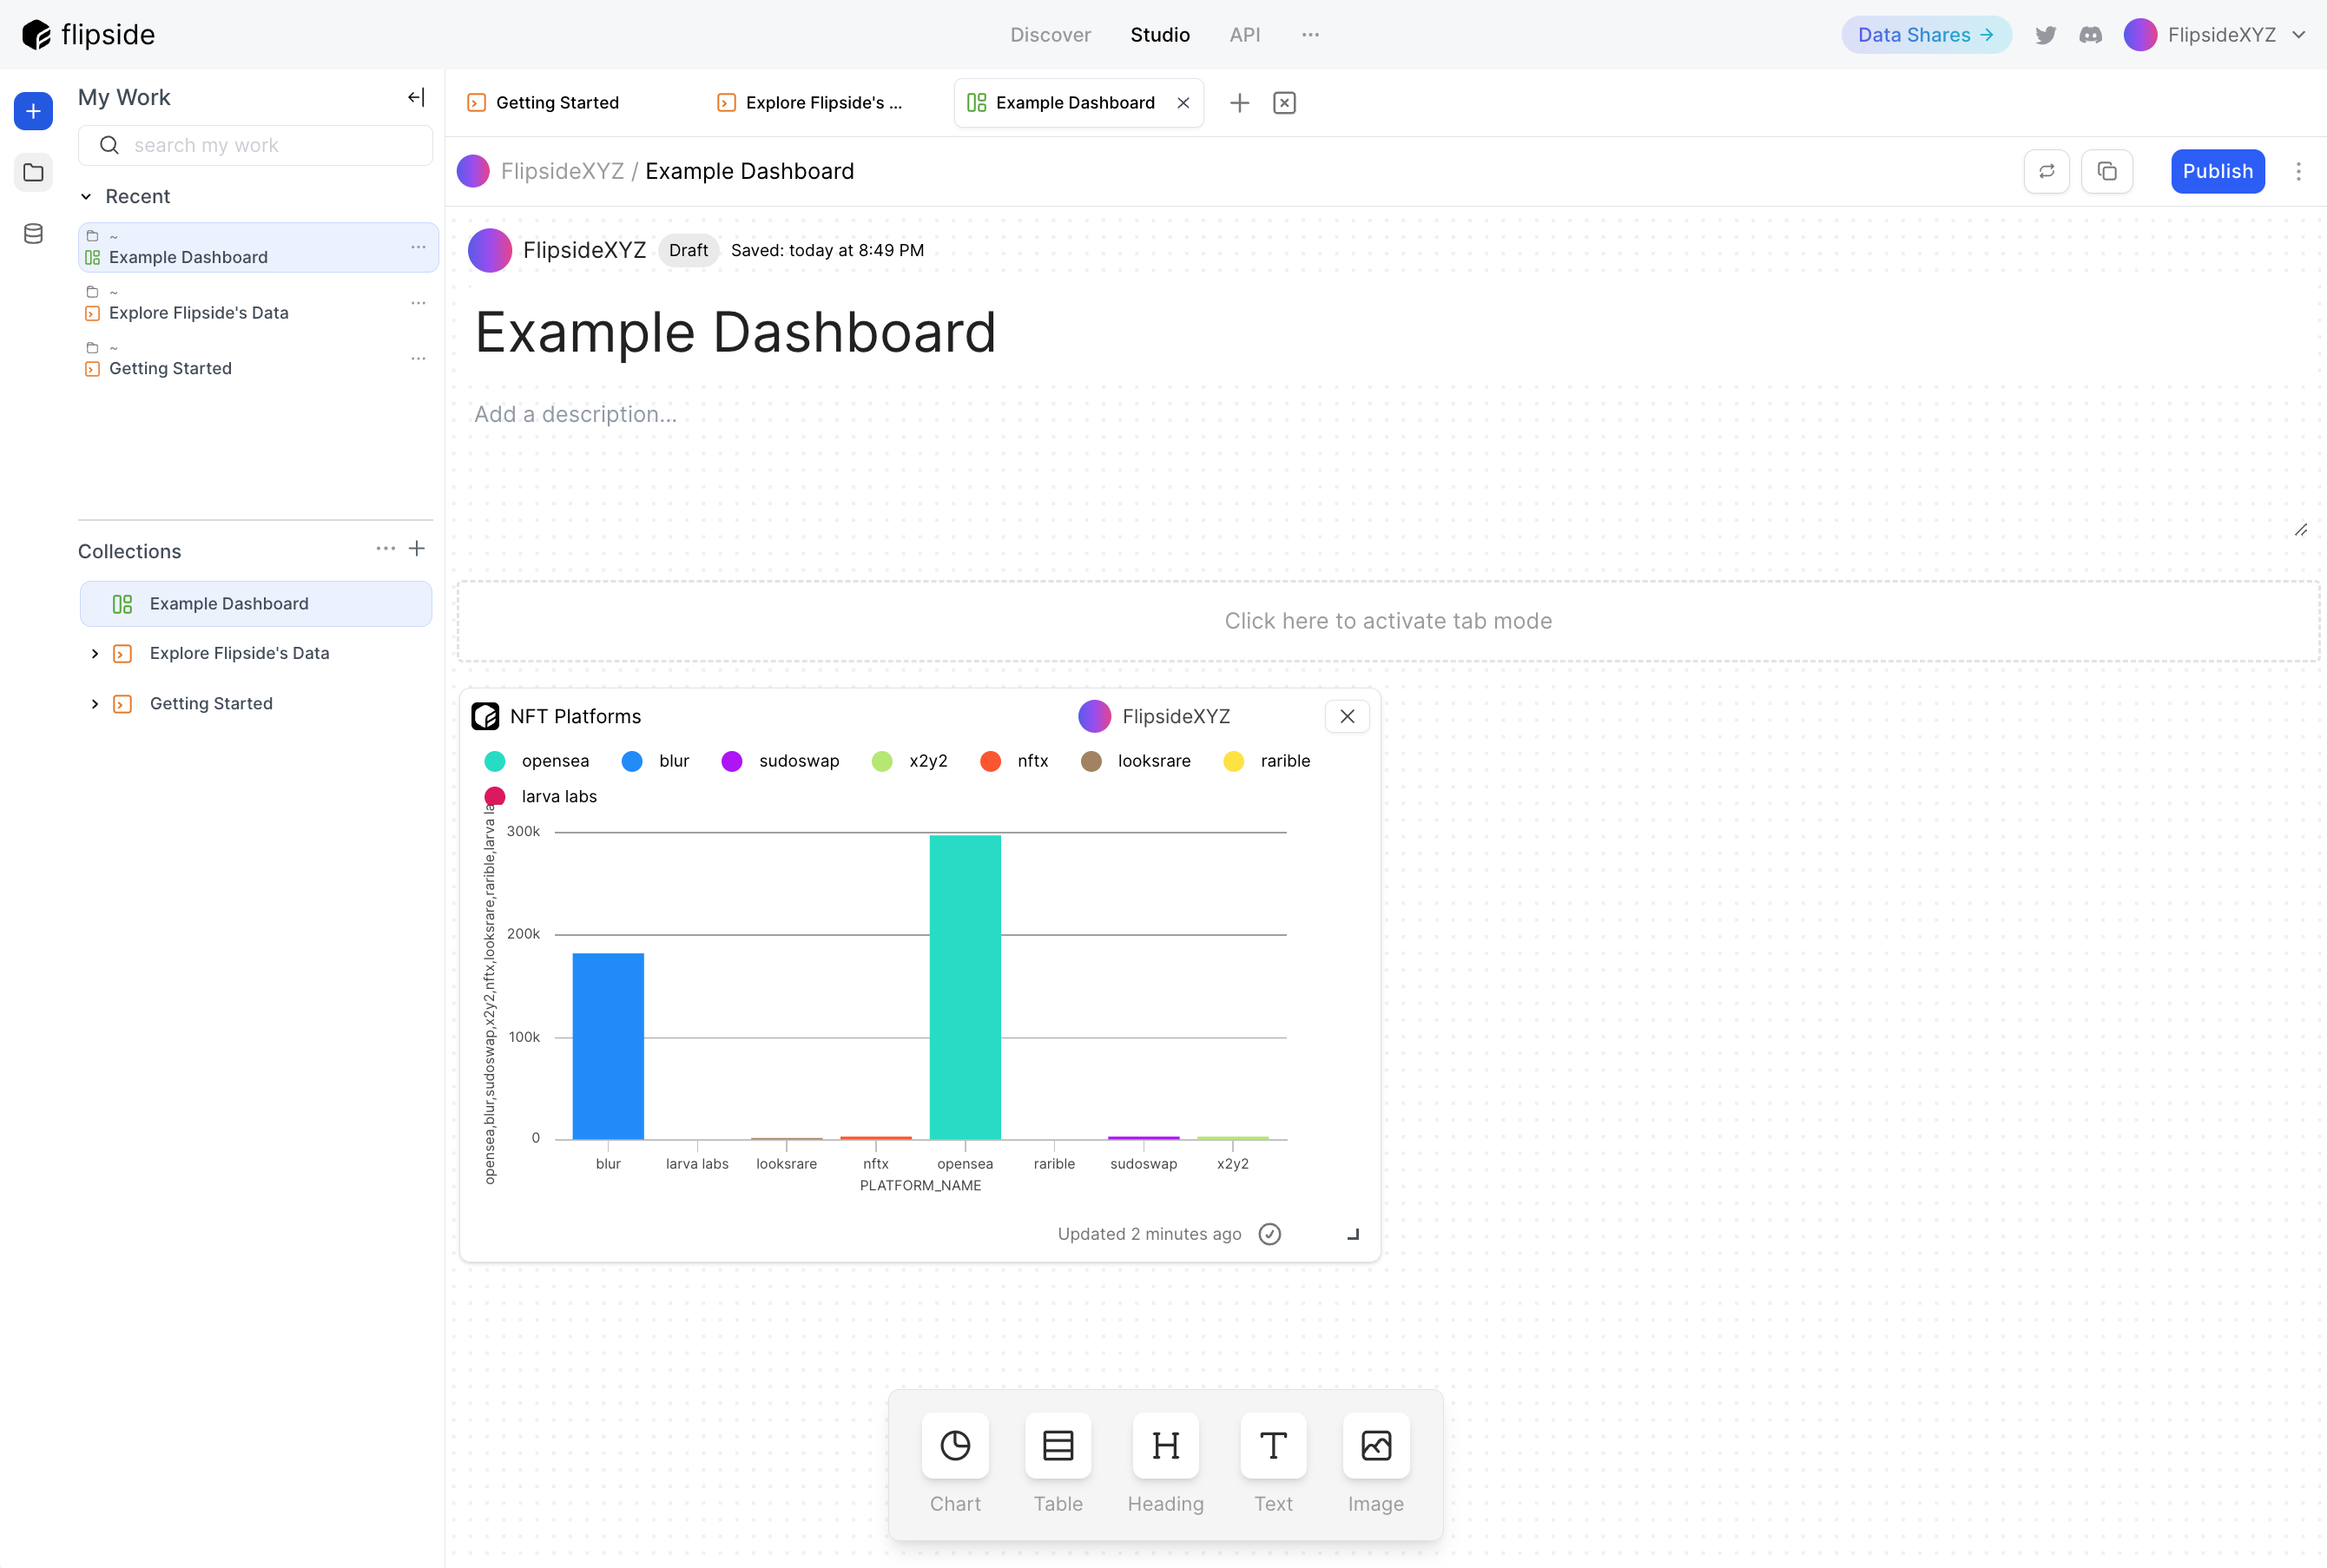 flipside
Discover Studio API ···
Data Shares → FlipsideXYZ
My Work
search my work
Recent
~
Example Dashboard
~
Explore Flipside's Data
~
Getting Started
Collections
Example Dashboard
Explore Flipside's Data
Getting Started
Getting Started Explore Flipside's ... Example Dashboard
FlipsideXYZ / Example Dashboard
Publish
FlipsideXYZ Draft Saved: today at 8:49 PM
Example Dashboard
Add a description...
Click here to activate tab mode
NFT Platforms FlipsideXYZ
opensea blur sudoswap x2y2 nftx looksrare rarible
larva labs
opensea,blur,sudoswap,x2y2,nftx,looksrare,rarible,larva
300k
200k
100k
0
blur larva labs looksrare nftx opensea rarible sudoswap x2y2
PLATFORM_NAME
Updated 2 minutes ago
Chart Table Heading Text Image